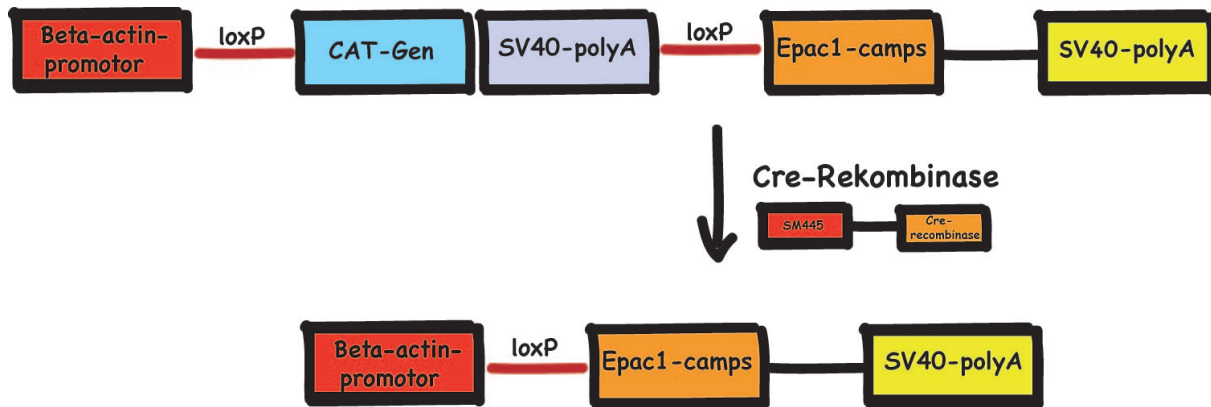 Beta-actin-
promotor
loxP
CAT-Gen
SV40-polyA
loxP
Epac1-camps
SV40-polyA
Cre-Rekombinase
SM445
Cre-
recombinase
Beta-actin-
promotor
loxP
Epac1-camps
SV40-polyA